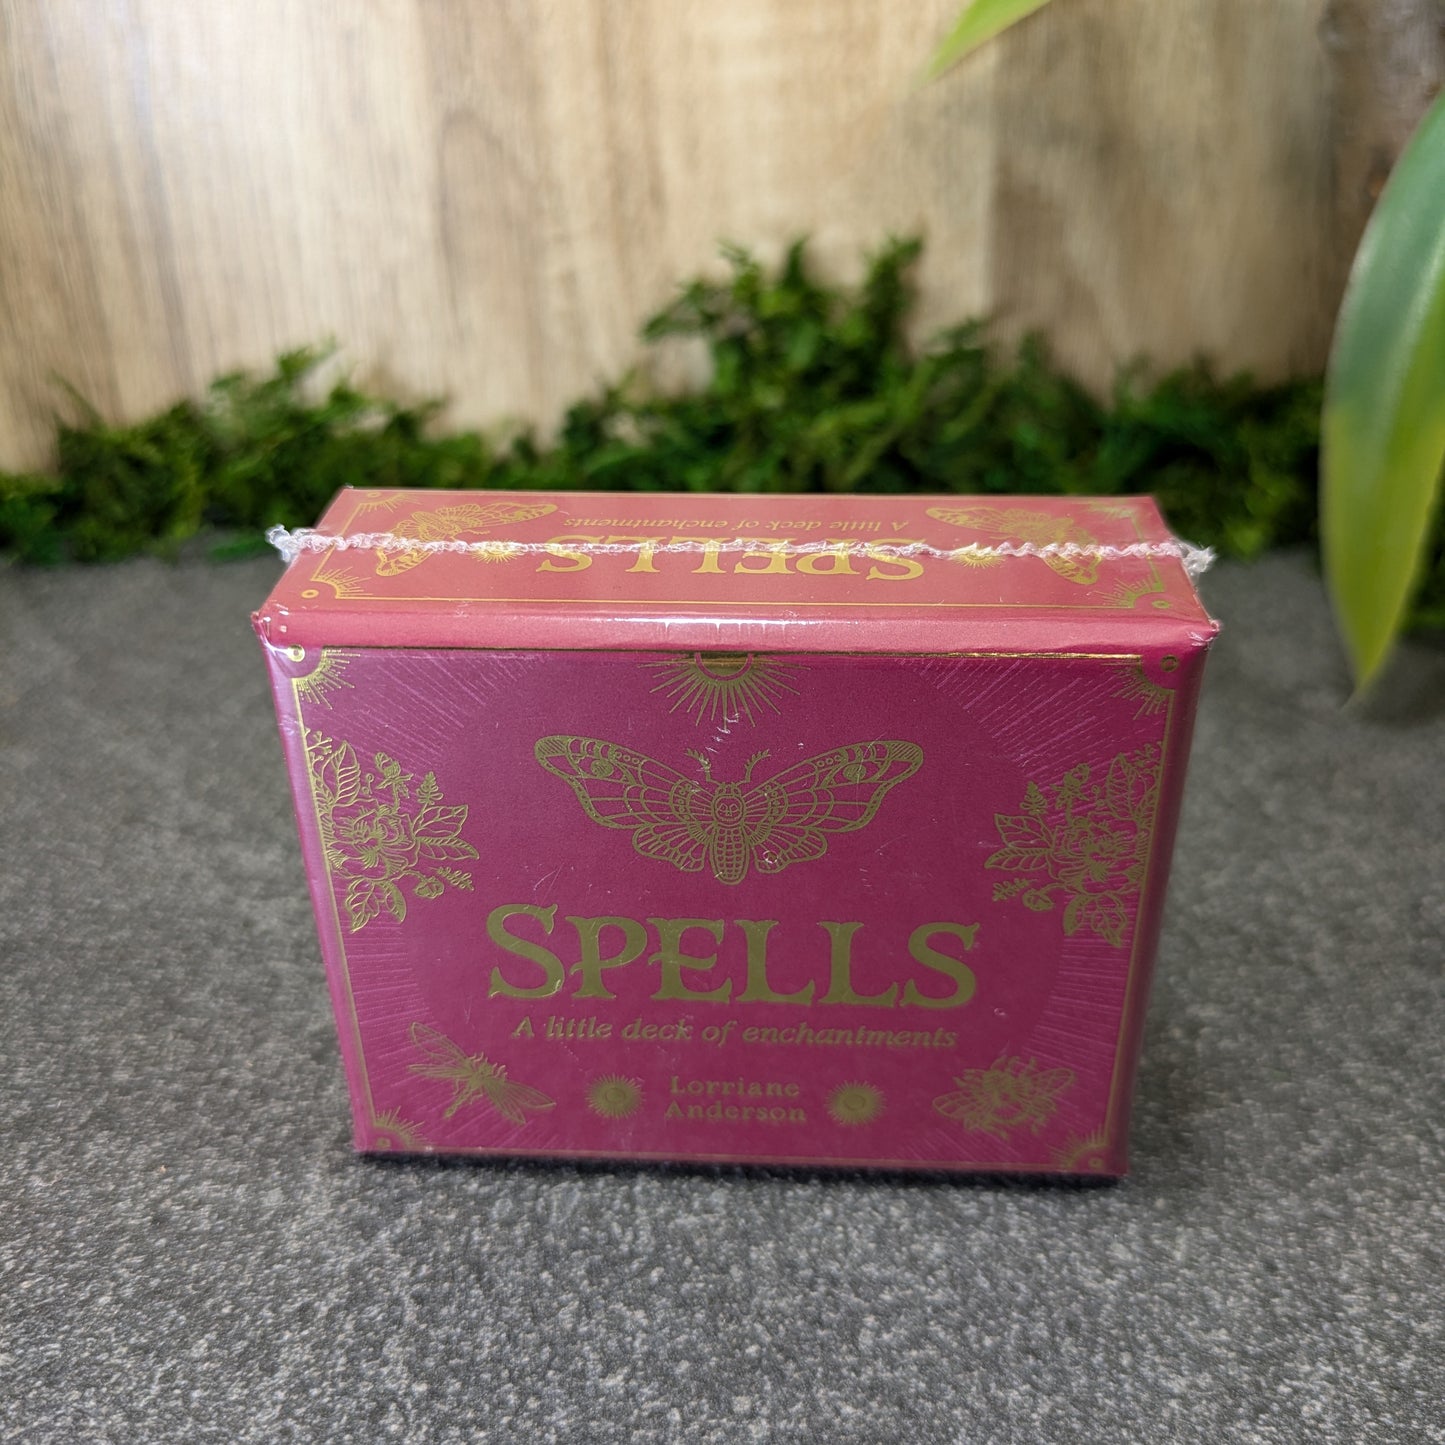 A little deck of enchantments
SPELLS
SPELLS
A little deck of enchantments
Lorriane
Anderson